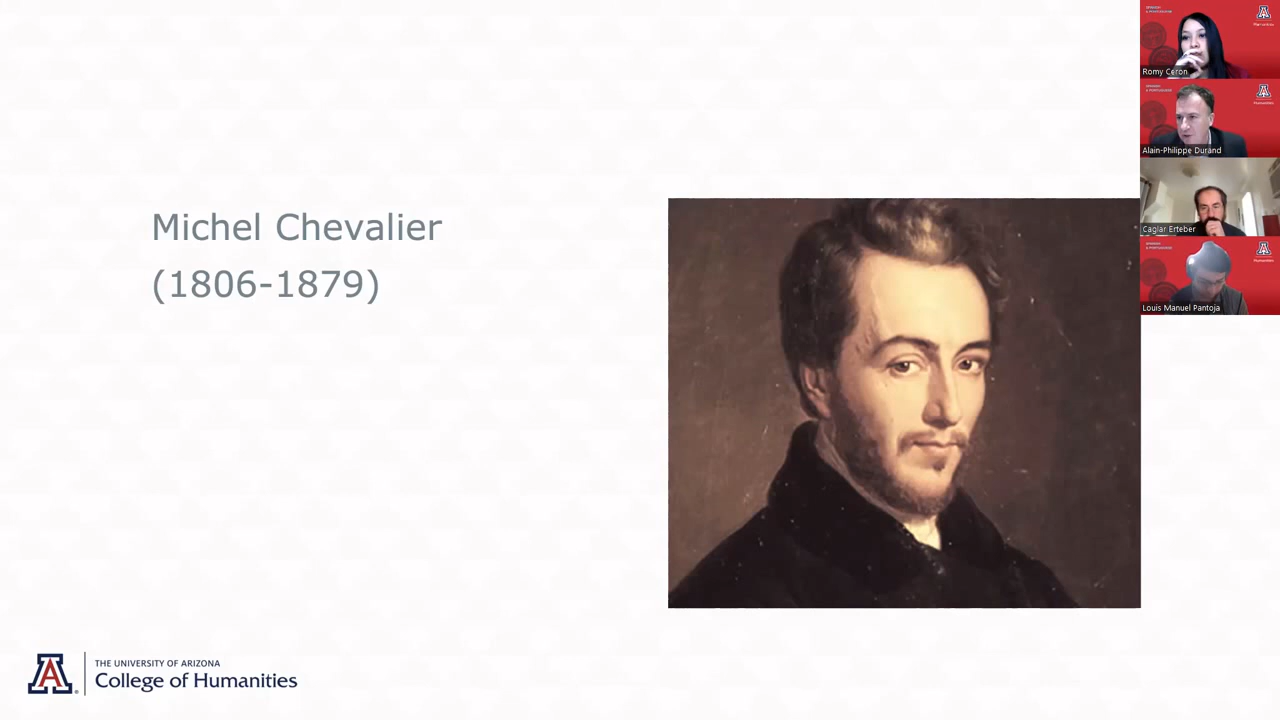 Michel Chevalier
(1806-1879)
THE UNIVERSITY OF ARIZONA
College of Humanities
Romy Ceron
Alain-Philippe Durand
Caglar Erteber
Louis Manuel Pantoja